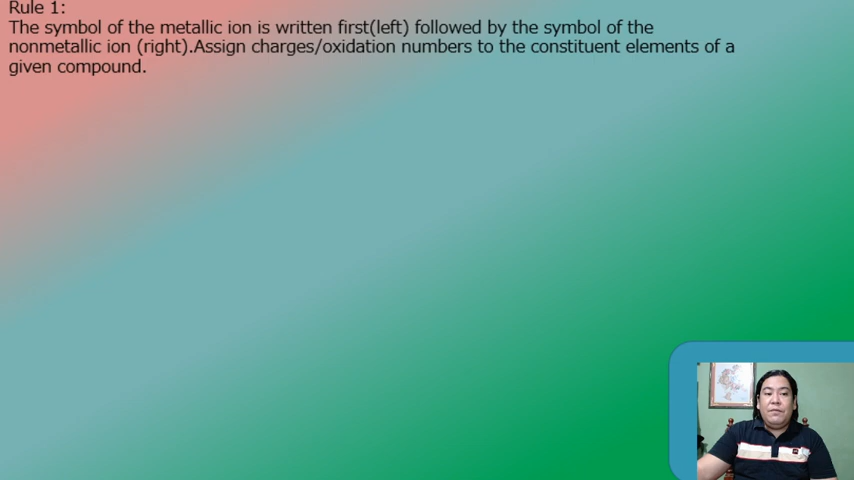 Rule 1:
The symbol of the metallic ion is written first(left) followed by the symbol of the
nonmetallic ion (right).Assign charges/oxidation numbers to the constituent elements of a
given compound.